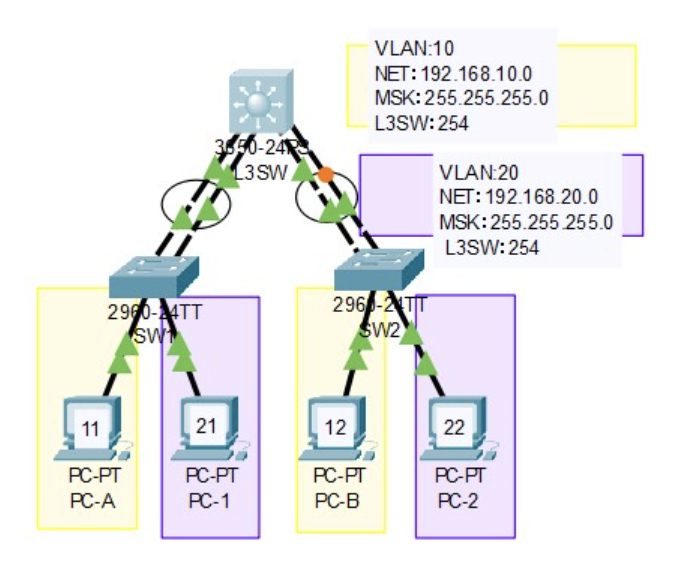 VLAN:10
NET:192.168.10.0
MSK:255.255.255.0
L3SW:254
3650-24PS
L3SW
VLAN:20
NET:192.168.20.0
MSK:255.255.255.0
L3SW:254
2960-24TT
SW1
2960-24TT
SW2
11
21
12
22
PC-PT
PC-A
PC-PT
PC-1
PC-PT
PC-B
PC-PT
PC-2